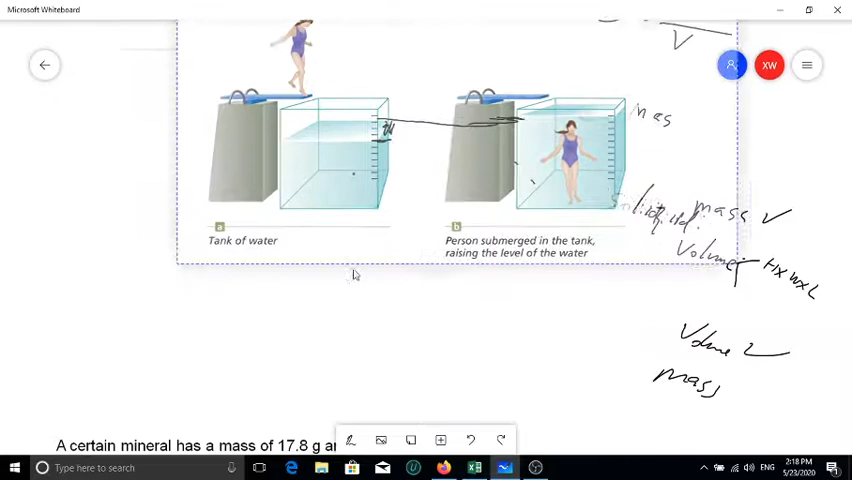 Microsoft Whiteboard
V
XW
mas
a
Tank of water
b
Person submerged in the tank,
raising the level of the water
mass
Volume
HxWxL
Volume
mass
A certain mineral has a mass of 17.8 g a
Type here to search
ENG
2:18 PM
5/23/2020